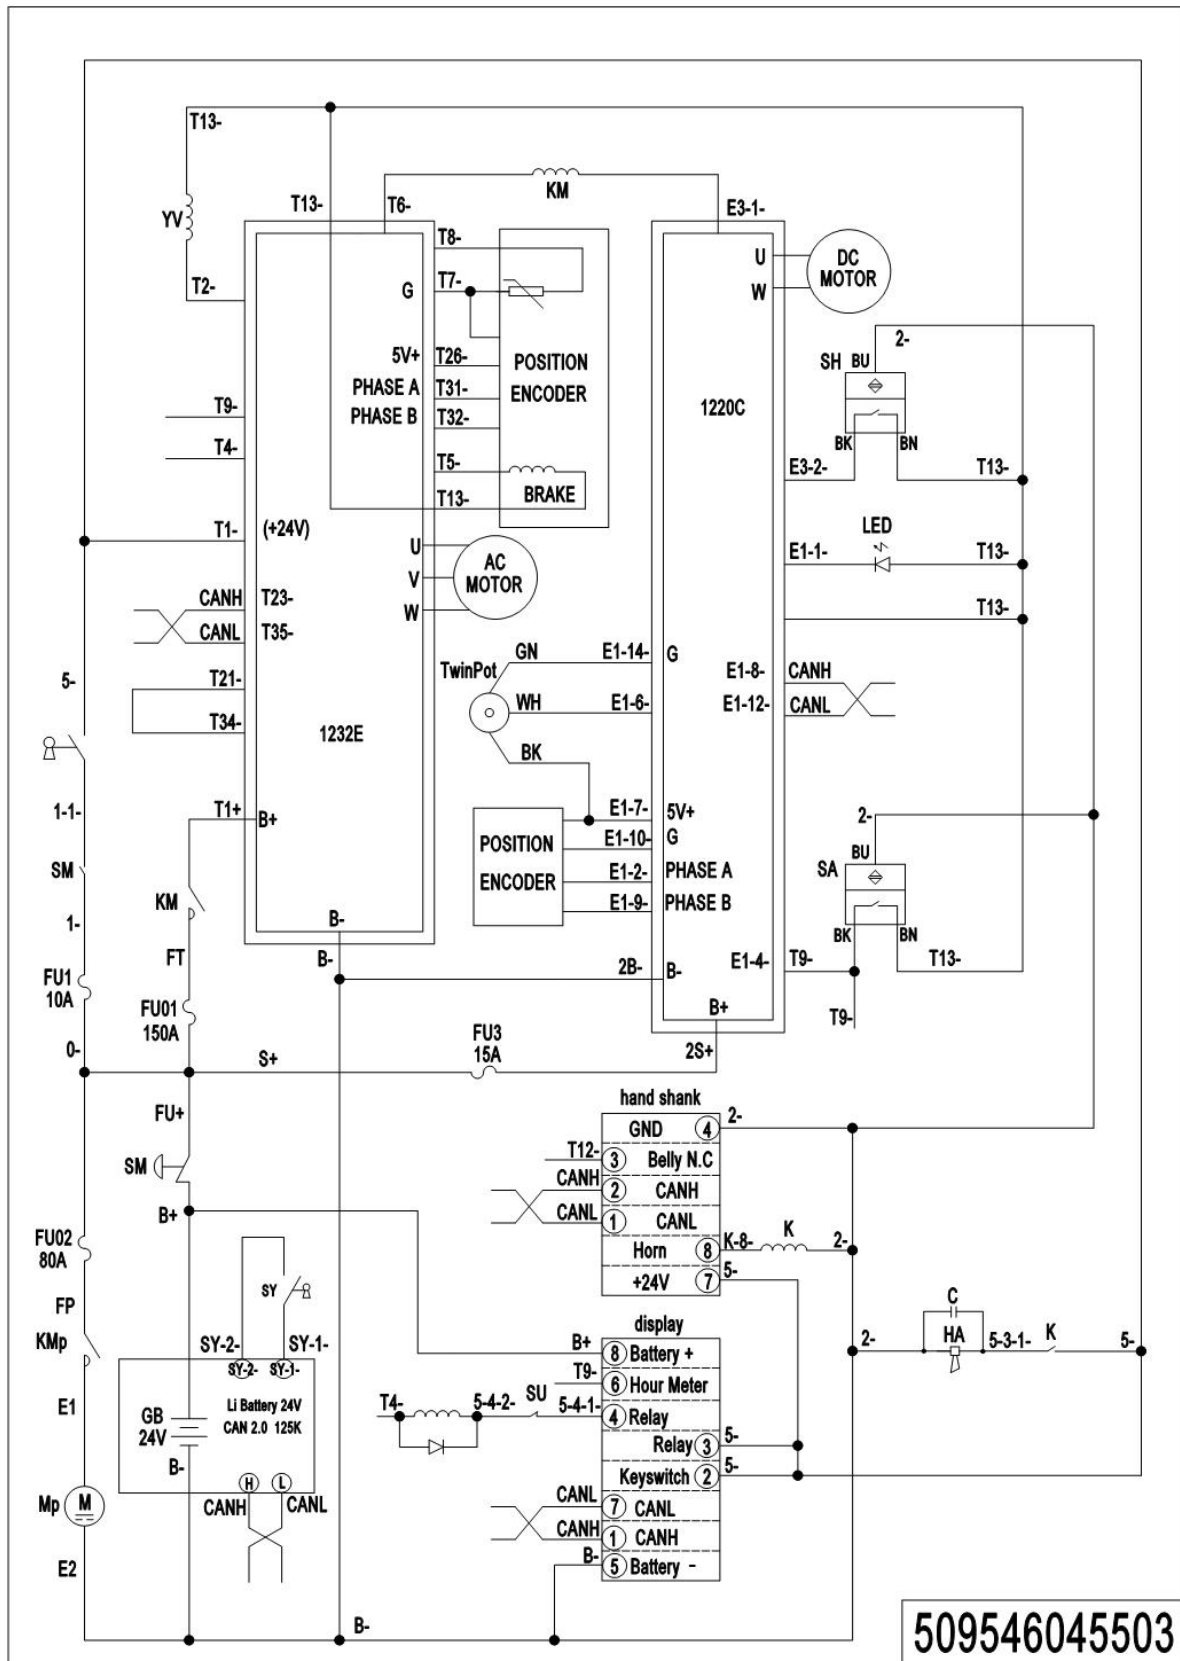 T13-
KM
T13-
T6-
E3-1-
YV
T8-
U
DC
MOTOR
T2-
G
T7-
W
2-
SH
BU
5V+
T26-
POSITION
PHASE A
T31-
ENCODER
1220C
T9-
PHASE B
T32-
BK
BN
T4-
T5-
E3-2-
T13-
BRAKE
T13-
LED
T1-
(+24V)
U
AC
MOTOR
E1-1-
T13-
V
CANH
T23-
W
T13-
CANL
T35-
GN
E1-14-
G
TwinPot
E1-8-
CANH
5-
T21-
WH
E1-6-
E1-12-
CANL
T34-
1232E
BK
1-1-
T1+
B+
E1-7-
5V+
2-
POSITION
E1-10-
G
BU
SM
ENCODER
E1-2-
PHASE A
SA
KM
E1-9-
PHASE B
1-
B-
BK
BN
FT
B-
2B-
B-
E1-4-
T9-
T13-
FU1
10A
FU01
150A
B+
T9-
0-
S+
FU3
15A
2S+
hand shank
FU+
GND
4
2-
SM
T12-
3
Belly N.C
CANH
2
CANH
B+
CANL
1
CANL
FU02
80A
Horn
8
K-8-
K
2-
+24V
7
5-
FP
SY
C
KMp
SY-2-
SY-1-
display
2-
HA
5-3-1-
K
5-
SY-2-
SY-1-
B+
8
Battery +
T9-
6
Hour Meter
E1
GB
24V
Li Battery 24V
CAN 2.0 125K
T4-
5-4-2-
SU
5-4-1-
4
Relay
Relay
3
5-
B-
Keyswitch
2
5-
H
L
Mp
M
CANH
CANL
CANL
7
CANL
CANH
1
CANH
E2
B-
5
Battery -
B-
509546045503